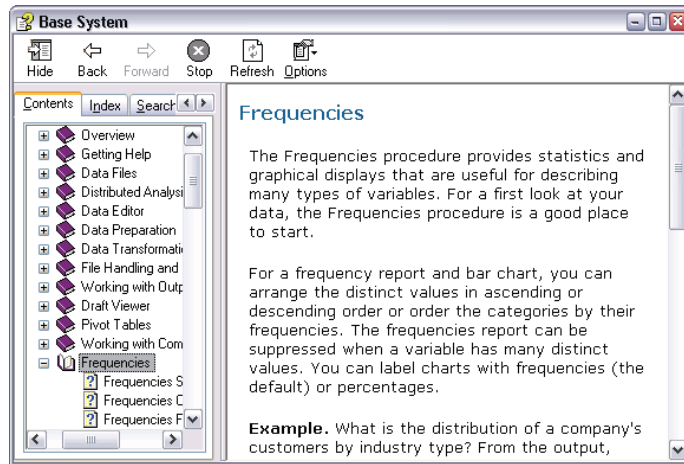 Base System
Hide Back Forward Stop Refresh Options
Contents Index Search
Overview
Getting Help
Data Files
Distributed Analysi
Data Editor
Data Preparation
Data Transformati
File Handling and
Working with Outp
Draft Viewer
Pivot Tables
Working with Com
Frequencies
Frequencies S
Frequencies C
Frequencies F
Frequencies
The Frequencies procedure provides statistics and
graphical displays that are useful for describing
many types of variables. For a first look at your
data, the Frequencies procedure is a good place
to start.
For a frequency report and bar chart, you can
arrange the distinct values in ascending or
descending order or order the categories by their
frequencies. The frequencies report can be
suppressed when a variable has many distinct
values. You can label charts with frequencies (the
default) or percentages.
Example. What is the distribution of a company's
customers by industry type? From the output,